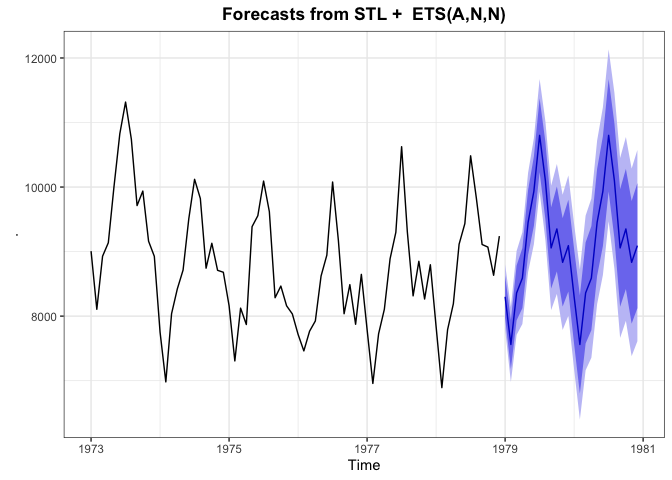 Forecasts from STL +  ETS(A,N,N)
12000
10000
8000
.
1973 1975 1977 1979 1981
Time